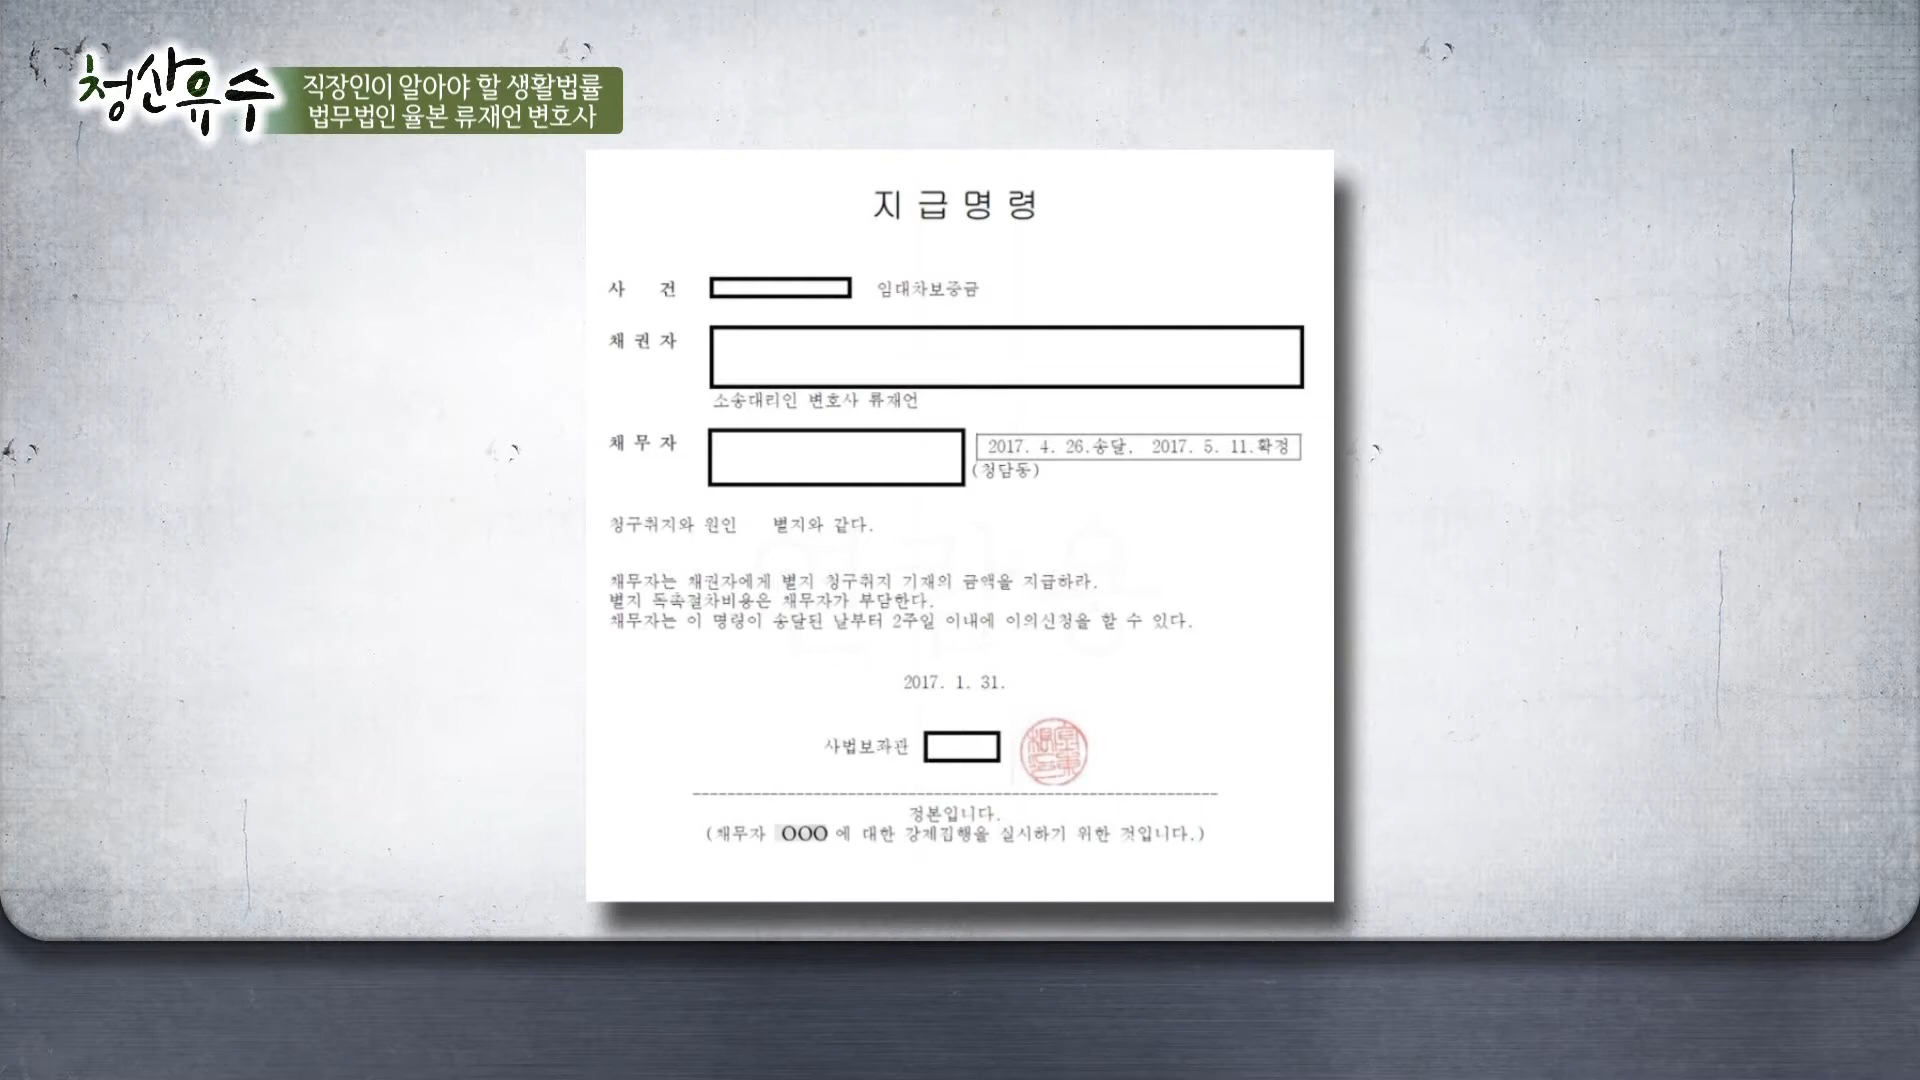 청산유수
직장인이 알아야 할 생활법률
법무법인 율본 류재언 변호사
지급명령
사 건 임대차보증금
채권자
소송대리인 변호사 류재언
채무자 2017. 4. 26.송달, 2017. 5. 11.확정
(청담동)
청구취지와 원인 별지와 같다.
채무자는 채권자에게 별지 청구취지 기재의 금액을 지급하라.
별지 독촉절차비용은 채무자가 부담한다.
채무자는 이 명령이 송달된 날부터 2주일 이내에 이의신청을 할 수 있다.
2017. 1. 31.
사법보좌관
정본입니다.
(채무자 OOO 에 대한 강제집행을 실시하기 위한 것입니다.)